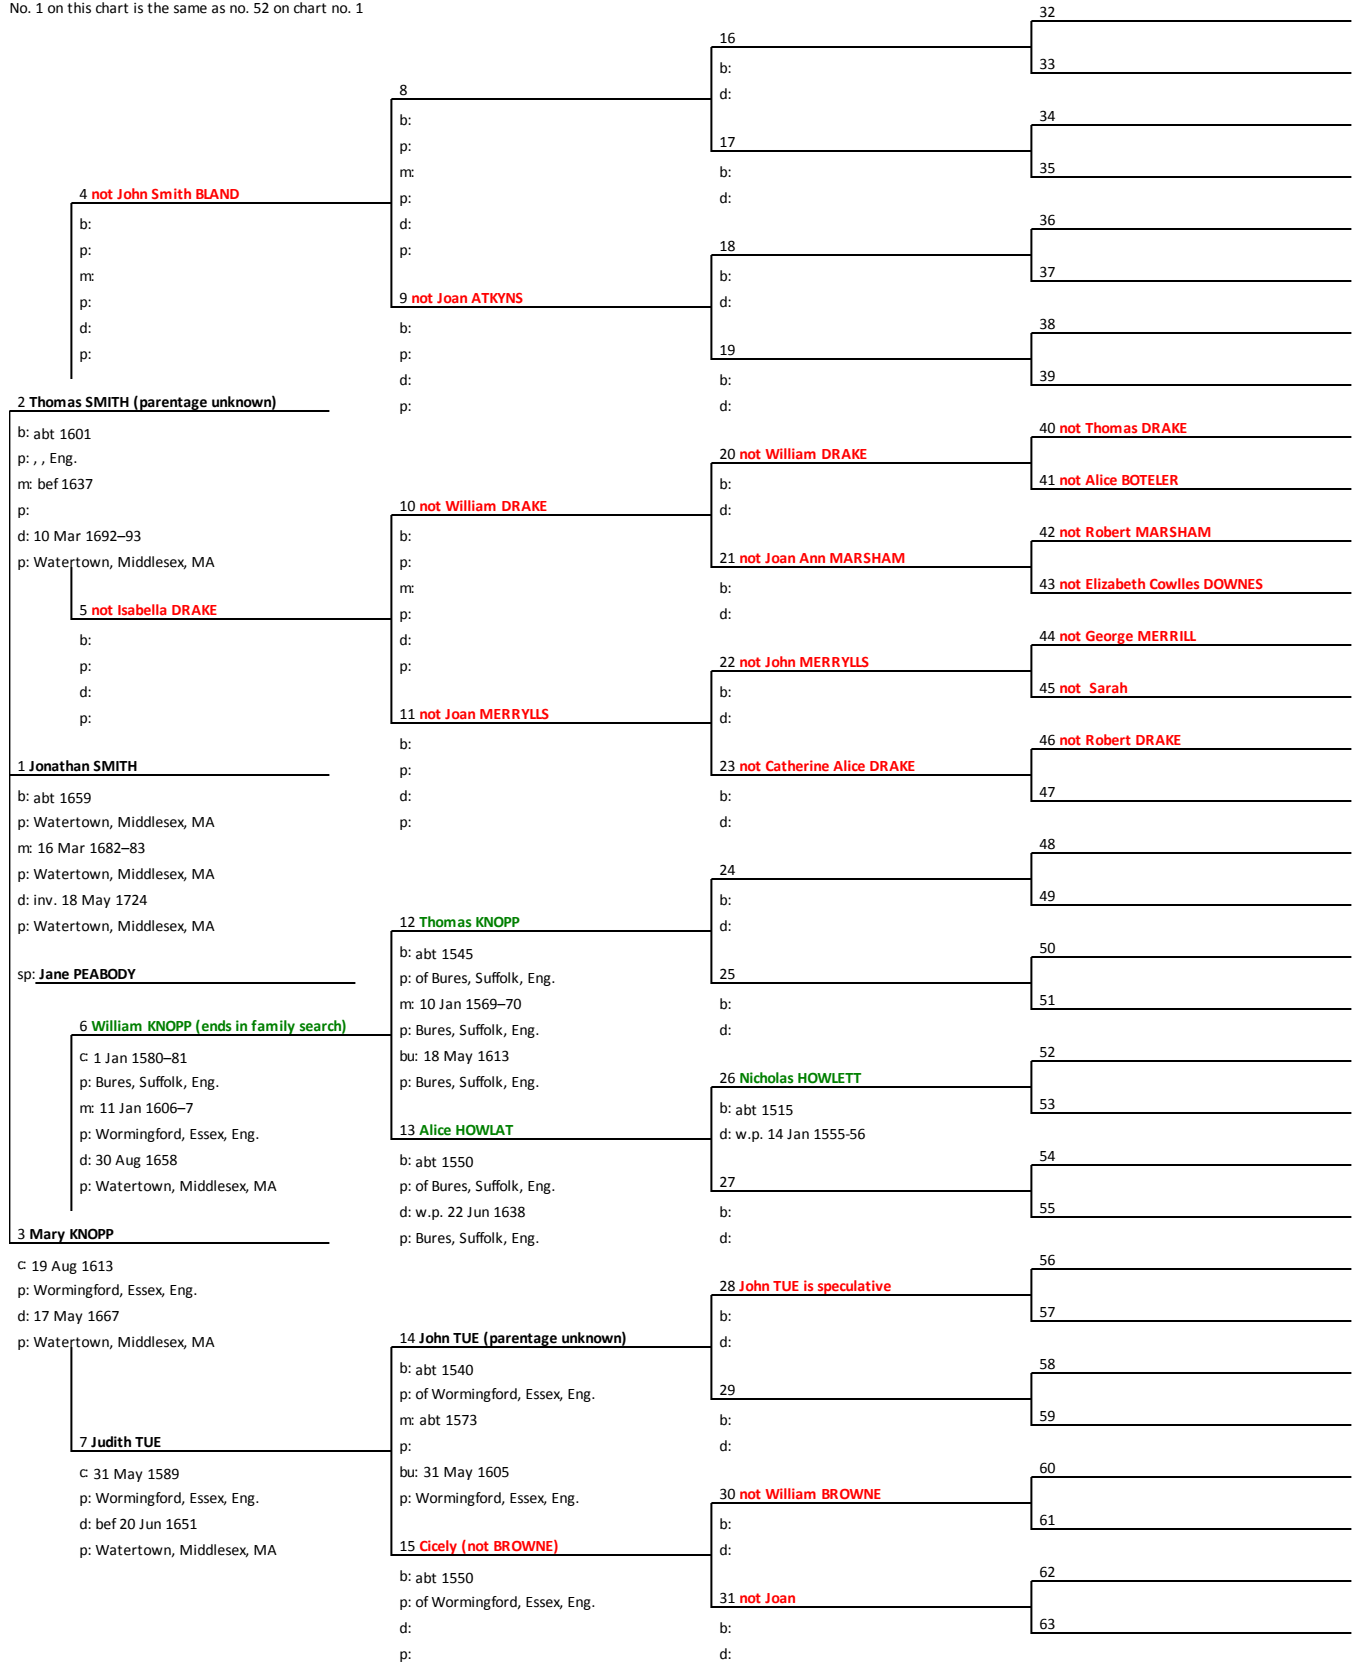 No. 1 on this chart is the same as no. 52 on chart no. 1
1 Jonathan SMITH
b: abt 1659
p: Watertown, Middlesex, MA
m: 16 Mar 1682–83
p: Watertown, Middlesex, MA
d: inv. 18 May 1724
p: Watertown, Middlesex, MA
sp: Jane PEABODY
2 Thomas SMITH (parentage unknown)
b: abt 1601
p: , , Eng.
m: bef 1637
p:
d: 10 Mar 1692–93
p: Watertown, Middlesex, MA
3 Mary KNOPP
c: 19 Aug 1613
p: Wormingford, Essex, Eng.
d: 17 May 1667
p: Watertown, Middlesex, MA
4 not John Smith BLAND
b:
p:
m:
p:
d:
p:
5 not Isabella DRAKE
b:
p:
d:
p:
6 William KNOPP (ends in family search)
c: 1 Jan 1580–81
p: Bures, Suffolk, Eng.
m: 11 Jan 1606–7
p: Wormingford, Essex, Eng.
d: 30 Aug 1658
p: Watertown, Middlesex, MA
7 Judith TUE
c: 31 May 1589
p: Wormingford, Essex, Eng.
d: bef 20 Jun 1651
p: Watertown, Middlesex, MA
8
b:
p:
m:
p:
d:
p:
9 not Joan ATKYNS
b:
p:
d:
p:
10 not William DRAKE
b:
p:
m:
p:
d:
p:
11 not Joan MERRYLLS
b:
p:
d:
p:
12 Thomas KNOPP
b: abt 1545
p: of Bures, Suffolk, Eng.
m: 10 Jan 1569–70
p: Bures, Suffolk, Eng.
bu: 18 May 1613
p: Bures, Suffolk, Eng.
13 Alice HOWLAT
b: abt 1550
p: of Bures, Suffolk, Eng.
d: w.p. 22 Jun 1638
p: Bures, Suffolk, Eng.
14 John TUE (parentage unknown)
b: abt 1540
p: of Wormingford, Essex, Eng.
m: abt 1573
p:
bu: 31 May 1605
p: Wormingford, Essex, Eng.
15 Cicely (not BROWNE)
b: abt 1550
p: of Wormingford, Essex, Eng.
d:
p:
16
b:
d:
17
b:
d:
18
b:
d:
19
b:
d:
20 not William DRAKE
b:
d:
21 not Joan Ann MARSHAM
b:
d:
22 not John MERRYLLS
b:
d:
23 not Catherine Alice DRAKE
b:
d:
24
b:
d:
25
b:
d:
26 Nicholas HOWLETT
b: abt 1515
d: w.p. 14 Jan 1555-56
27
b:
d:
28 John TUE is speculative
b:
d:
29
b:
d:
30 not William BROWNE
b:
d:
31 not Joan
b:
d:
32
33
34
35
36
37
38
39
40 not Thomas DRAKE
41 not Alice BOTELER
42 not Robert MARSHAM
43 not Elizabeth Cowlles DOWNES
44 not George MERRILL
45 not Sarah
46 not Robert DRAKE
47
48
49
50
51
52
53
54
55
56
57
58
59
60
61
62
63